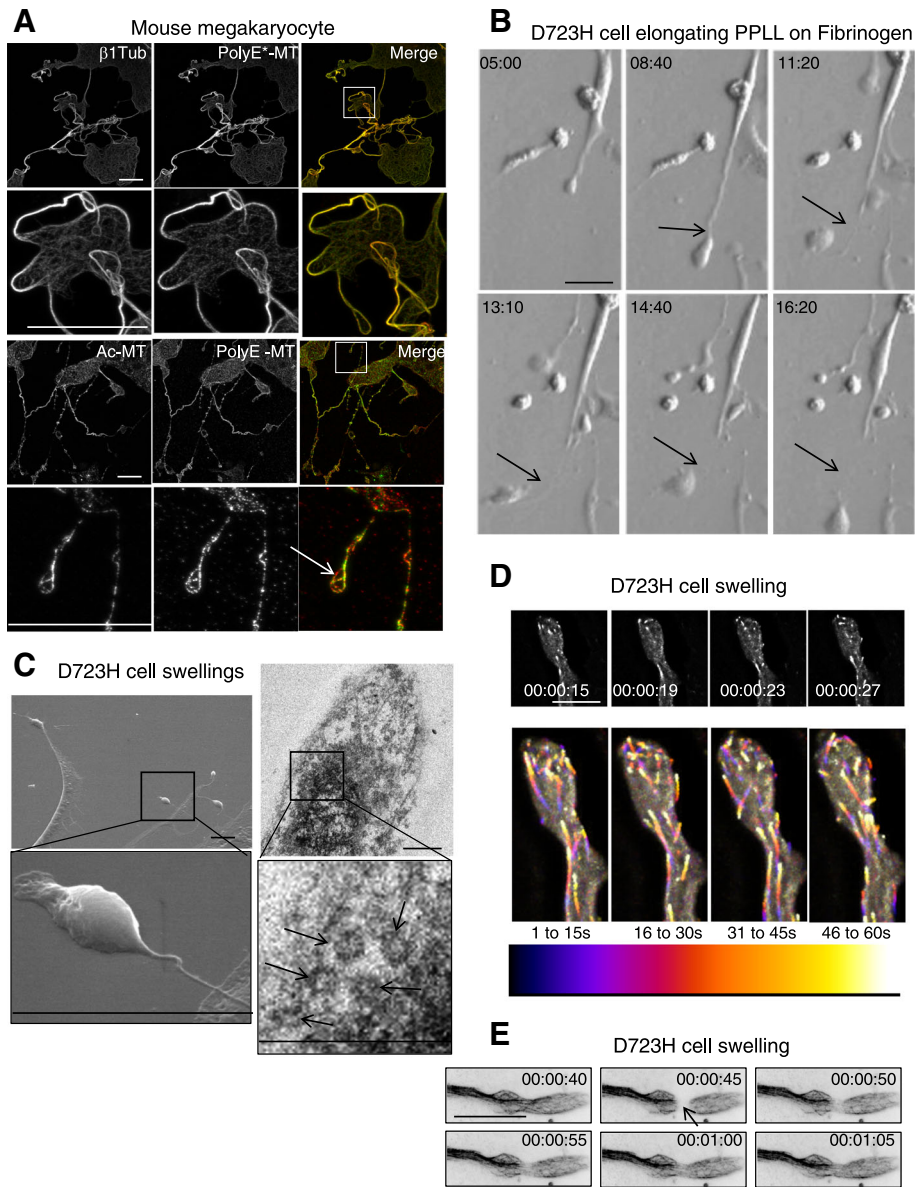 A
Mouse megakaryocyte
β1Tub
PolyE*-MT
Merge
Ac-MT
PolyE -MT
Merge
B
D723H cell elongating PPLL on Fibrinogen
05:00
08:40
11:20
13:10
14:40
16:20
C
D723H cell swellings
D
D723H cell swelling
00:00:15
00:00:19
00:00:23
00:00:27
1 to 15s
16 to 30s
31 to 45s
46 to 60s
E
D723H cell swelling
00:00:40
00:00:45
00:00:50
00:00:55
00:01:00
00:01:05